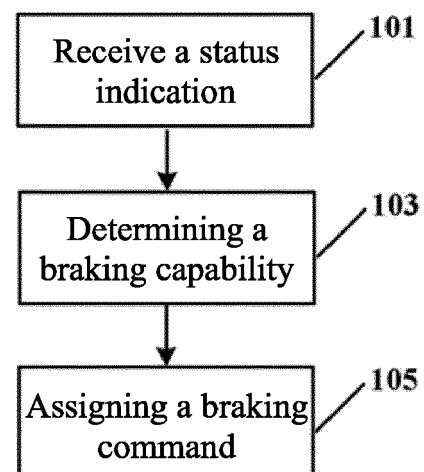 Receive a status
indication
101
Determining a
braking capability
103
Assigning a braking
command
105